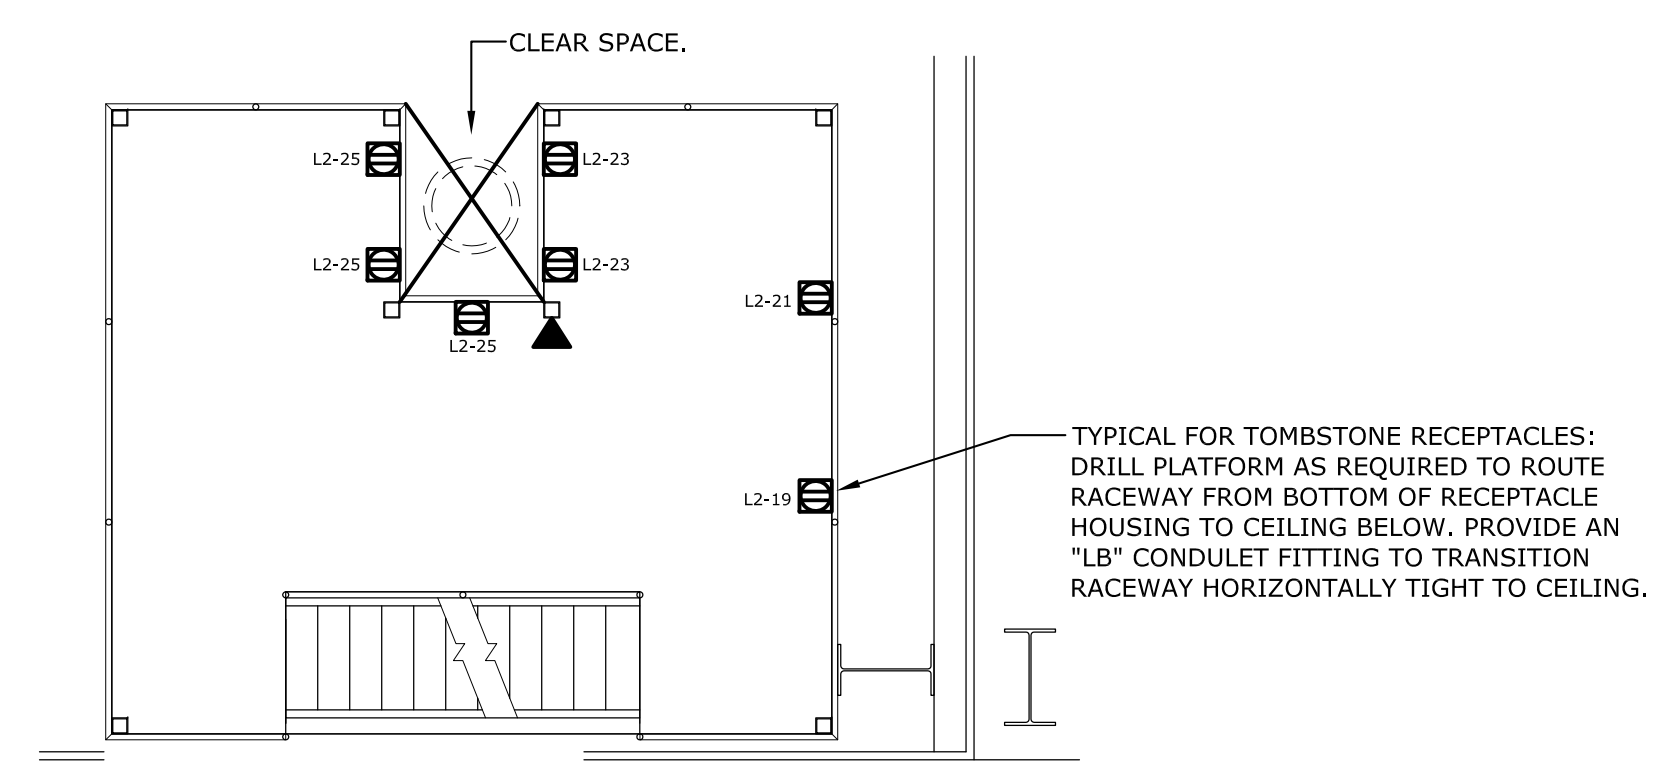 CLEAR SPACE.
L2-25
L2-23
L2-25
L2-23
L2-21
L2-25
TYPICAL FOR TOMBSTONE RECEPTACLES:
DRILL PLATFORM AS REQUIRED TO ROUTE
RACEWAY FROM BOTTOM OF RECEPTACLE
HOUSING TO CEILING BELOW. PROVIDE AN
"LB" CONDULET FITTING TO TRANSITION
RACEWAY HORIZONTALLY TIGHT TO CEILING.
L2-19